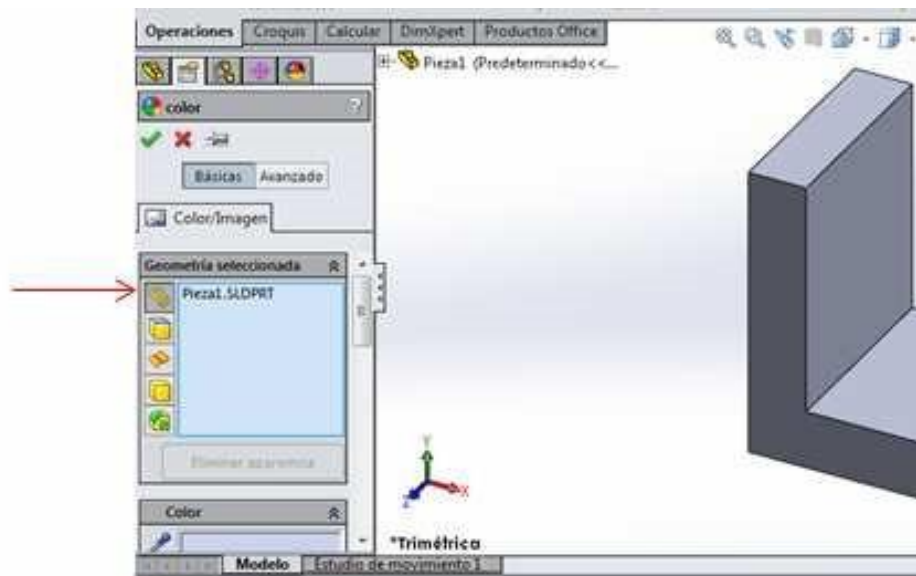 Operaciones Croquis Calcular DimXpert Productos Office
Pieza1 (Predeterminado<<...
color
Básicas Avanzado
Color/Imagen
Geometría seleccionada
Pieza1.SLDPRT
Eliminar apariencia
Color
Y
X
Z
*Trimétrica
Modelo Estudio de movimiento 1